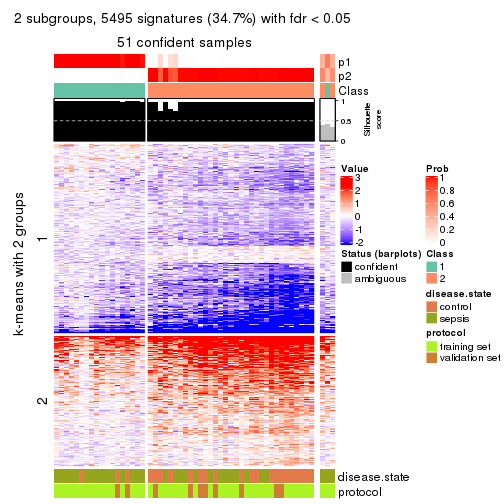 2 subgroups, 5495 signatures (34.7%) with fdr < 0.05
51 confident samples
p1
p2
Class
1
0.5
0
Silhouette
score
k-means with 2 groups
1
2
Value
3
2
1
0
-1
-2
Prob
1
0.8
0.6
0.4
0.2
0
Status (barplots)
confident
ambiguous
Class
1
2
disease.state
control
sepsis
protocol
training set
validation set
disease.state
protocol